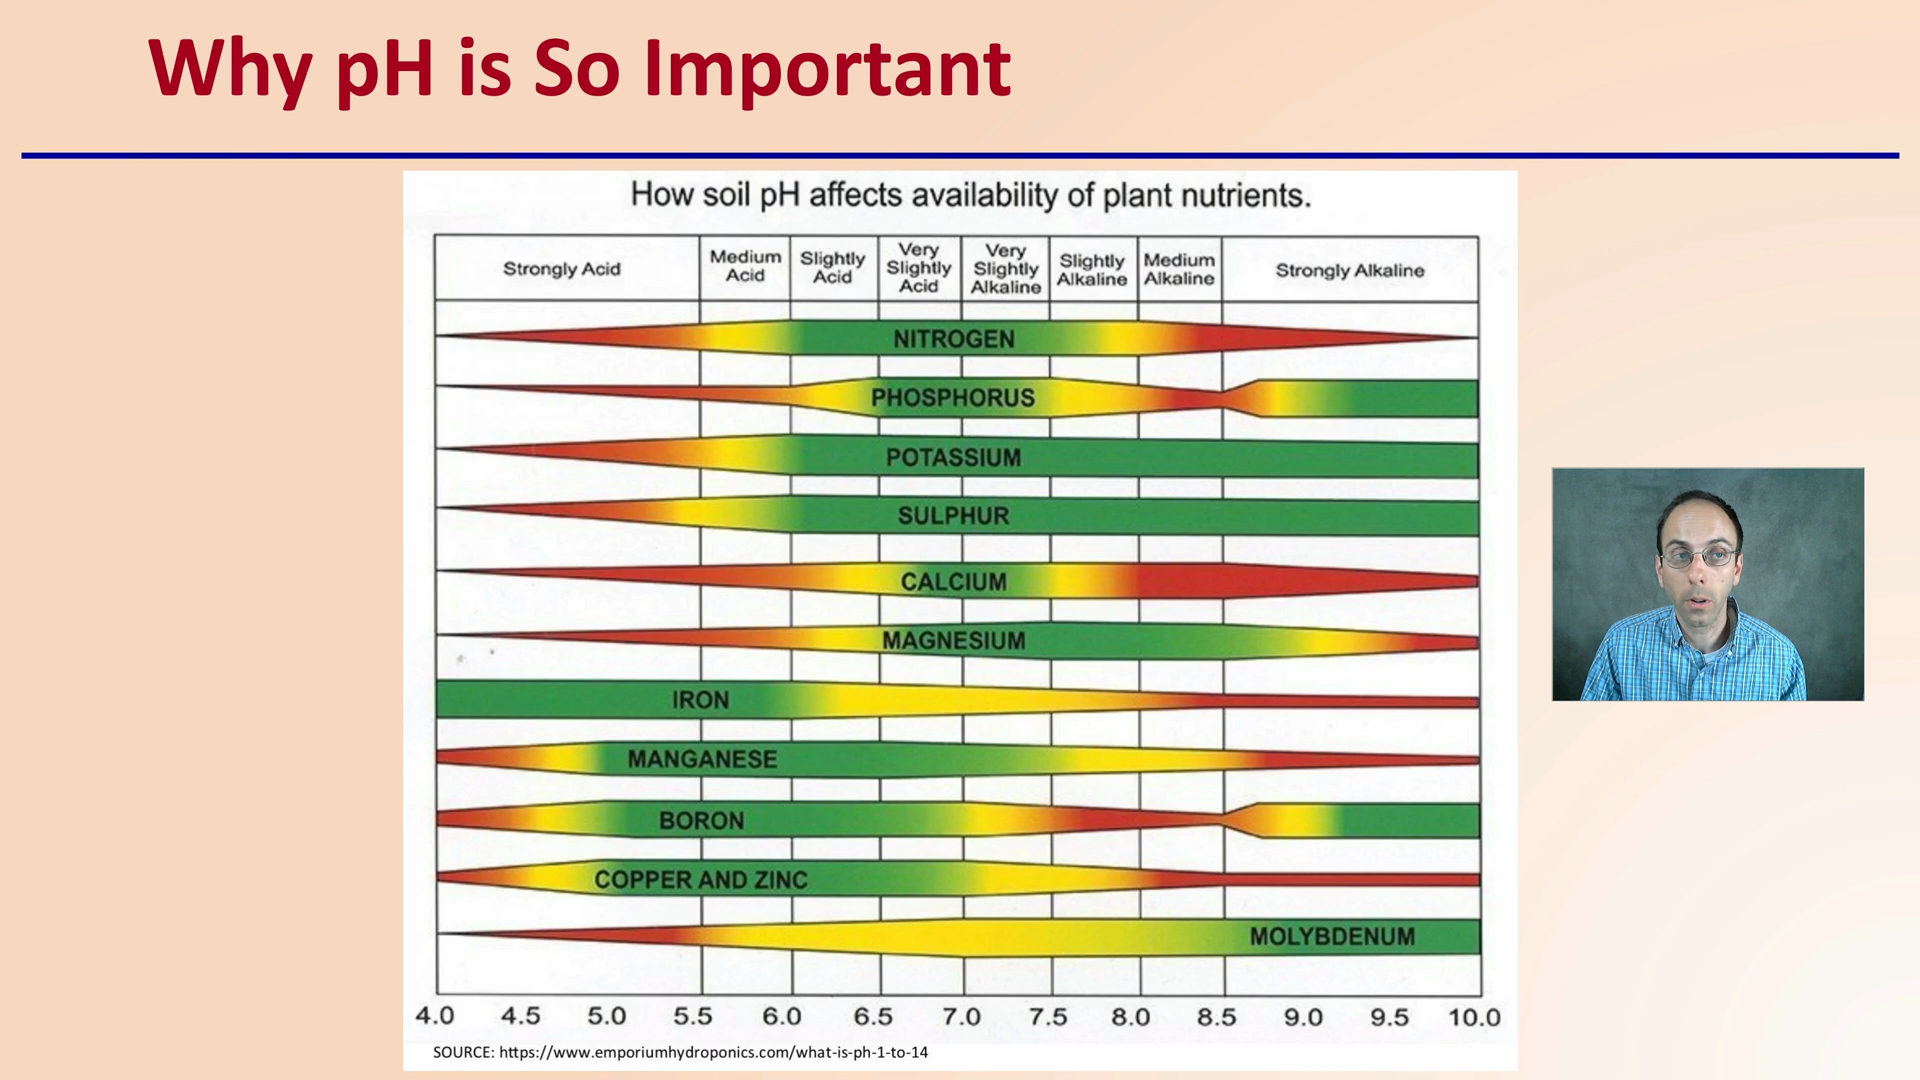 Why pH is So Important
How soil pH affects availability of plant nutrients.
Strongly Acid
Medium
Acid
Slightly
Acid
Very
Slightly
Acid
Very
Slightly
Alkaline
Slightly
Alkaline
Medium
Alkaline
Strongly Alkaline
NITROGEN
PHOSPHORUS
POTASSIUM
SULPHUR
CALCIUM
MAGNESIUM
IRON
MANGANESE
BORON
COPPER AND ZINC
MOLYBDENUM
4.0 4.5 5.0 5.5 6.0 6.5 7.0 7.5 8.0 8.5 9.0 9.5 10.0
SOURCE: https://www.emporiumhydroponics.com/what-is-ph-1-to-14